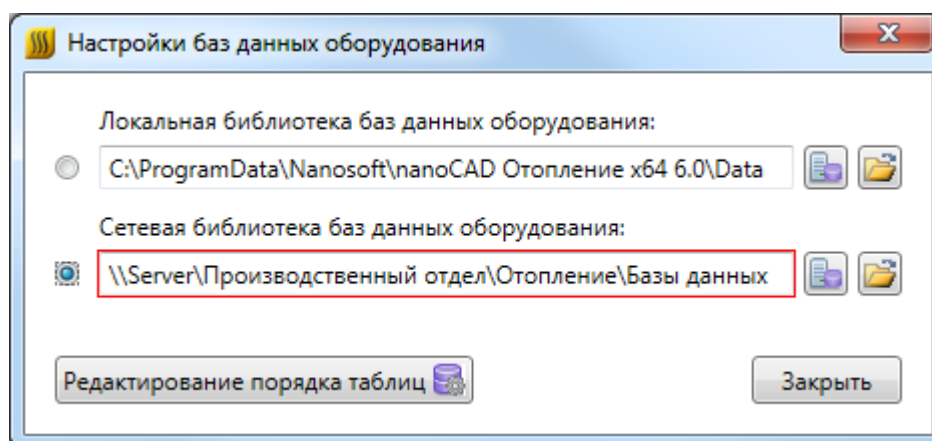 Настройки баз данных оборудования
Локальная библиотека баз данных оборудования:
C:\ProgramData\Nanosoft\nanoCAD Отопление x64 6.0\Data
Сетевая библиотека баз данных оборудования:
\\Server\Производственный отдел\Отопление\Базы данных
Редактирование порядка таблиц
Закрыть